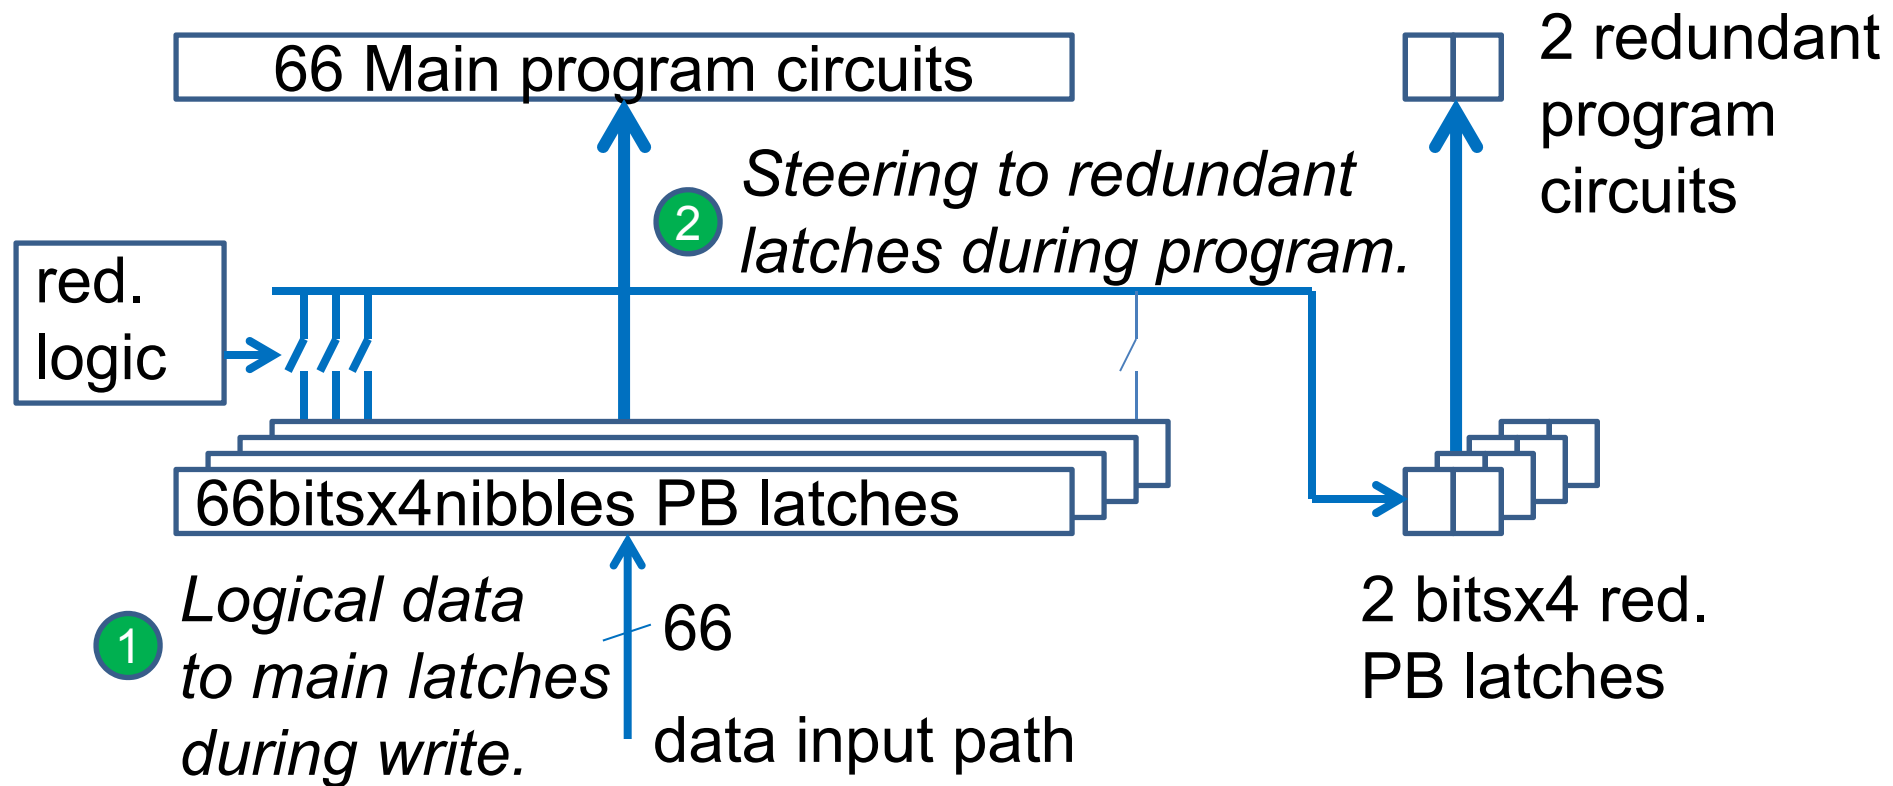 66 Main program circuits
2 redundant
program
circuits
2
Steering to redundant
latches during program.
red.
logic
66bitsx4nibbles PB latches
1
Logical data
to main latches
during write.
66
data input path
2 bitsx4 red.
PB latches